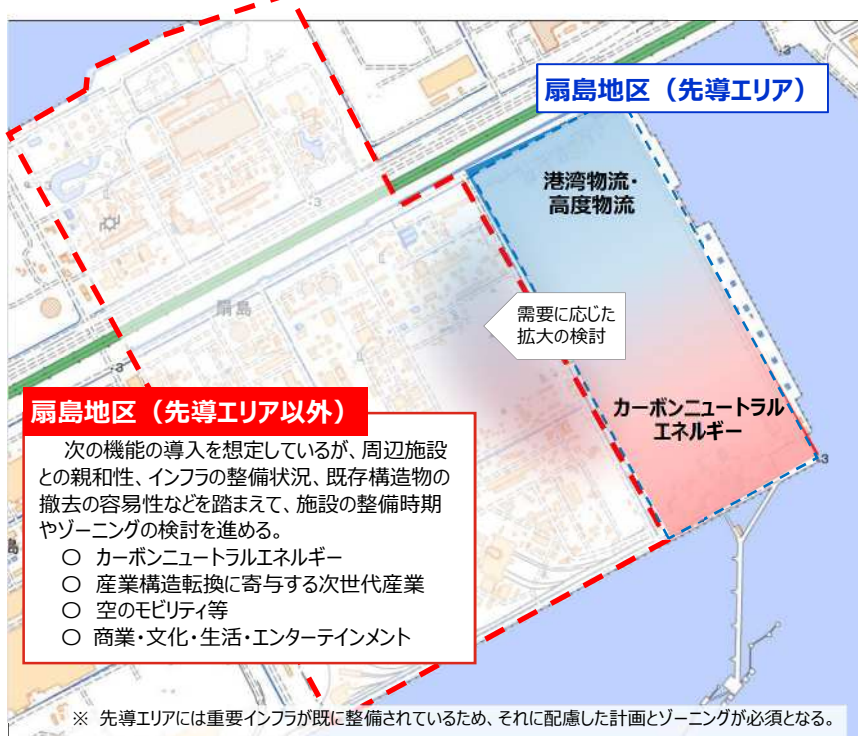 扇島地区（先導エリア）
港湾物流・
高度物流
需要に応じた
拡大の検討
扇島
カーボンニュートラル
エネルギー
扇島地区（先導エリア以外）
次の機能の導入を想定しているが、周辺施設
との親和性、インフラの整備状況、既存構造物の
撤去の容易性などを踏まえて、施設の整備時期
やゾーニングの検討を進める。
○ カーボンニュートラルエネルギー
○ 産業構造転換に寄与する次世代産業
○ 空のモビリティ等
○ 商業・文化・生活・エンターテインメント
※ 先導エリアには重要インフラが既に整備されているため、それに配慮した計画とゾーニングが必須となる。
・3
・3
・3
・3
島